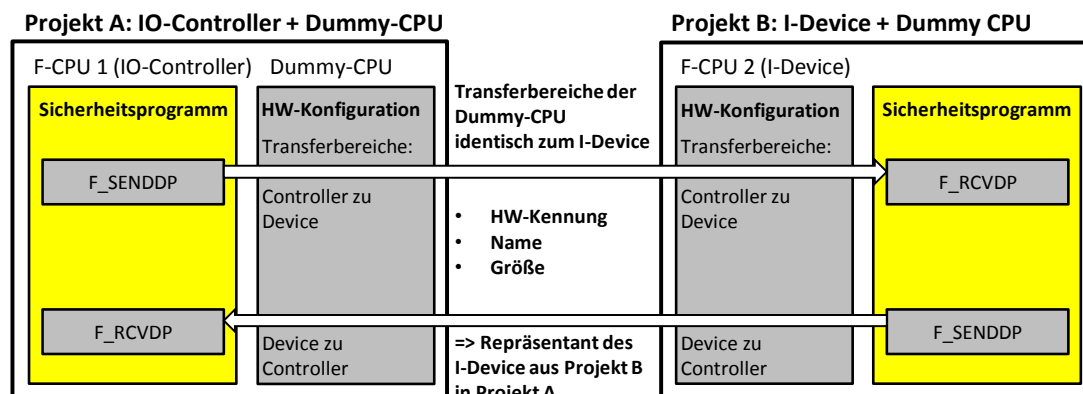 Projekt A: IO-Controller + Dummy-CPU
Projekt B: I-Device + Dummy CPU
F-CPU 1 (IO-Controller)
Dummy-CPU
Sicherheitsprogramm
F_SENDDP
F_RCVDP
HW-Konfiguration
Transferbereiche:
Controller zu
Device
Device zu
Controller
Transferbereiche der
Dummy-CPU
identisch zum I-Device
• HW-Kennung
• Name
• Größe
=> Repräsentant des
I-Device aus Projekt B
in Projekt A
F-CPU 2 (I-Device)
HW-Konfiguration
Transferbereiche:
Controller zu
Device
Device zu
Controller
Sicherheitsprogramm
F_RCVDP
F_SENDDP